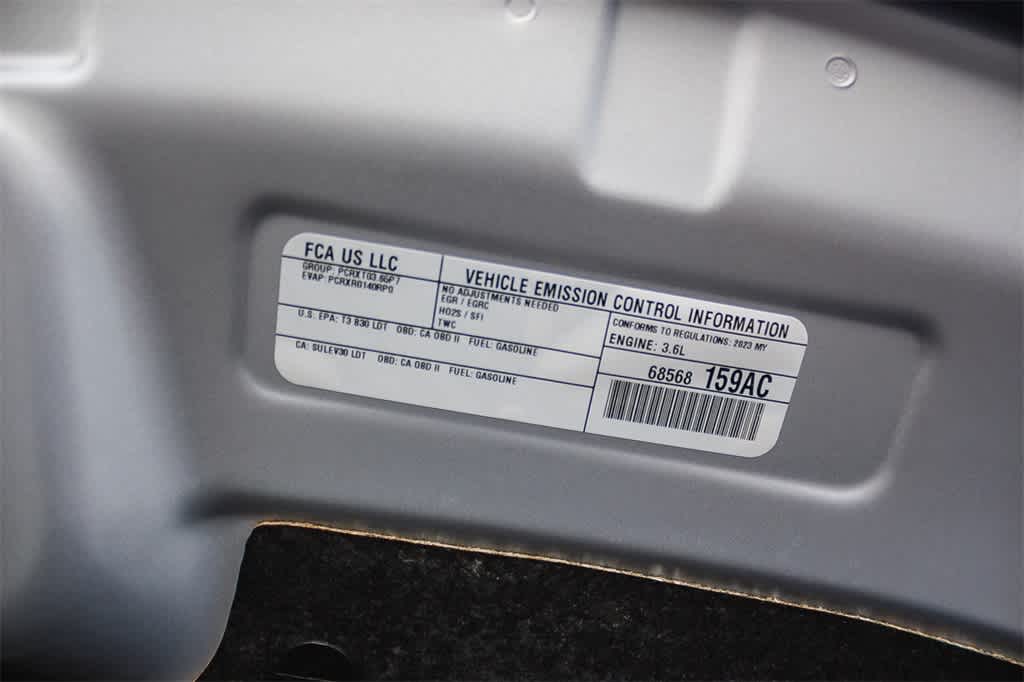 FCA US LLC
GROUP: PCRXT03.65P7
EVAP: PCRXR0140RP0
VEHICLE EMISSION CONTROL INFORMATION
NO ADJUSTMENTS NEEDED
EGR / EGRC
HO2S / SFI
TWC
CONFORMS TO REGULATIONS: 2023 MY
ENGINE: 3.6L
U.S. EPA: T3 B30 LDT OBD: CA OBD II FUEL: GASOLINE
CA: SULEV30 LDT OBD: CA OBD II FUEL: GASOLINE
68568 159AC